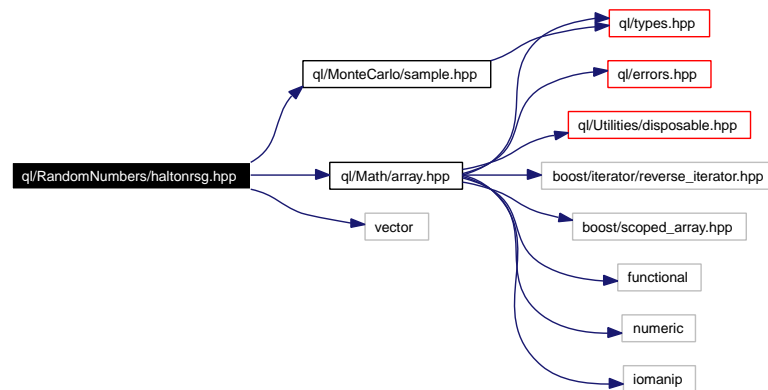 ql/types.hpp
ql/MonteCarlo/sample.hpp
ql/errors.hpp
ql/Utilities/disposable.hpp
ql/RandomNumbers/haltonrsg.hpp
ql/Math/array.hpp
boost/iterator/reverse_iterator.hpp
vector
boost/scoped_array.hpp
functional
numeric
iomanip